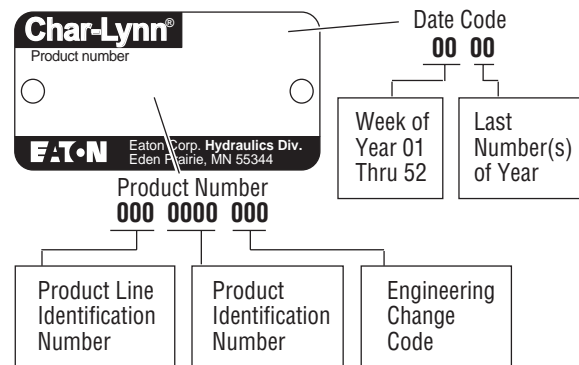 Char-Lynn®
Product number
EATON Eaton Corp. Hydraulics Div.
Eden Prairie, MN 55344
Date Code
00 00
Week of
Year 01
Thru 52
Last
Number(s)
of Year
Product Number
000 0000 000
Product Line
Identification
Number
Product
Identification
Number
Engineering
Change
Code